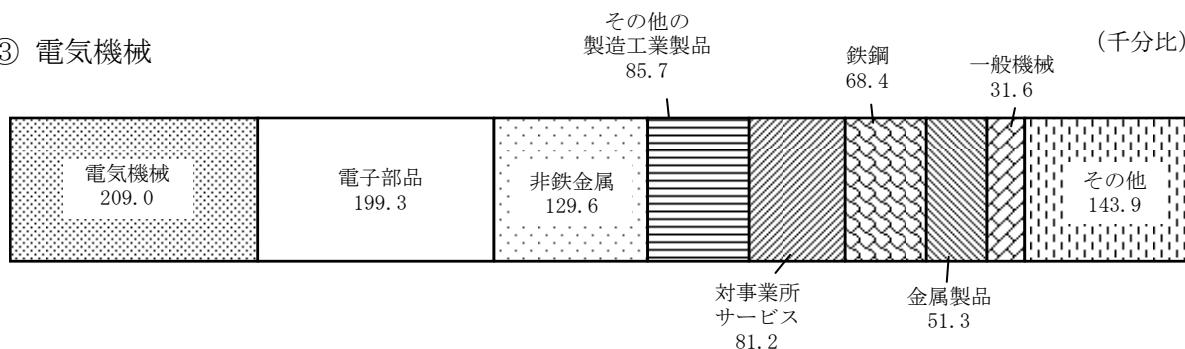 ③ 電気機械
(千分比)
その他の
製造工業製品
85.7
鉄鋼
68.4
一般機械
31.6
電気機械
209.0
電子部品
199.3
非鉄金属
129.6
その他
143.9
対事業所
サービス
81.2
金属製品
51.3